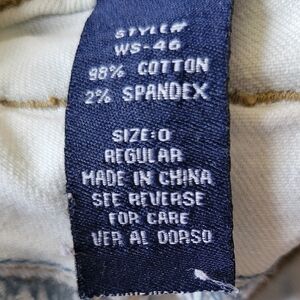 STYLE#
WS-46
98% COTTON
2% SPANDEX
SIZE:0
REGULAR
MADE IN CHINA
SEE REVERSE
FOR CARE
VER AL DORSO